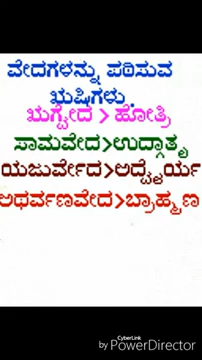 ವೇದಗಳನ್ನು ಪಠಿಸುವ
ಋಷಿಗಳು.
ಋಗ್ವೇದ > ಹೋತ್ರಿ
ಸಾಮವೇದ>ಉದ್ಗಾತೃ
ಯಜುರ್ವೇದ>ಅದ್ವೈರ್ಯ
ಅಥರ್ವಣವೇದ>ಬ್ರಾಹ್ಮಣ
CyberLink
by PowerDirector